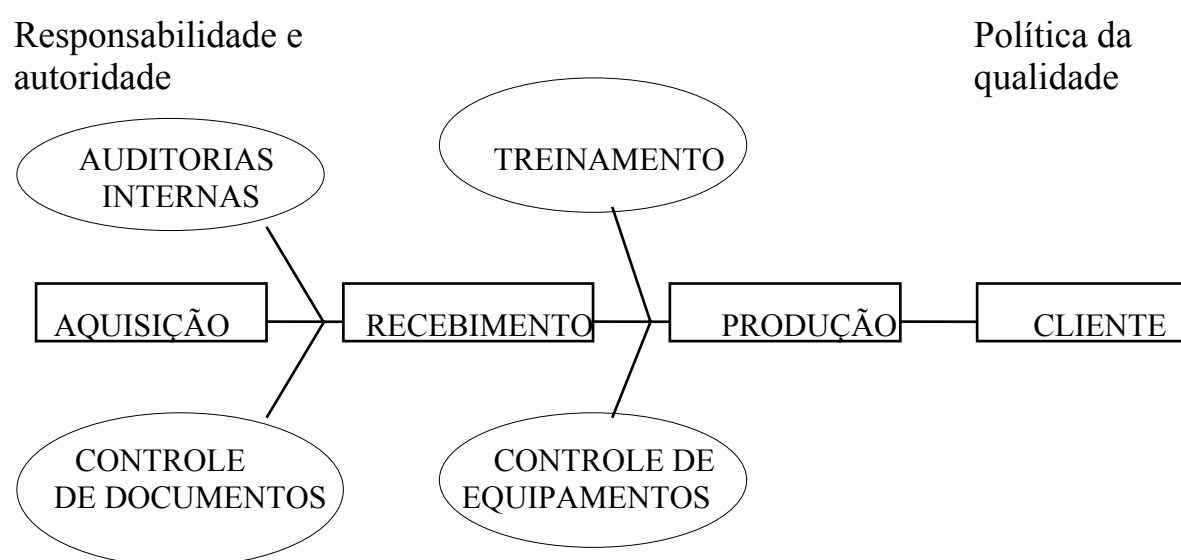 Responsabilidade e
autoridade
Política da
qualidade
AUDITORIAS
INTERNAS
TREINAMENTO
AQUISIÇÃO
RECEBIMENTO
PRODUÇÃO
CLIENTE
CONTROLE
DE DOCUMENTOS
CONTROLE DE
EQUIPAMENTOS